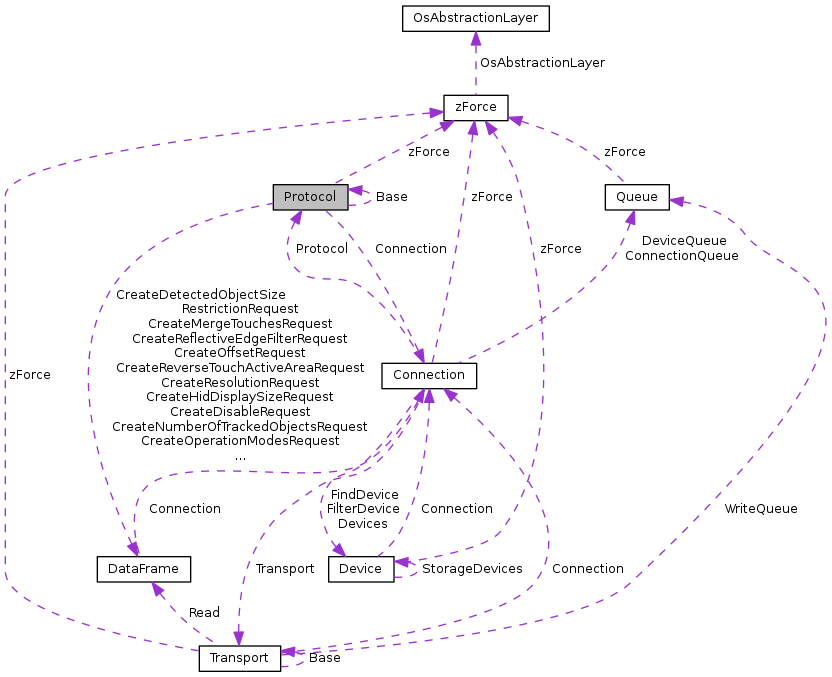 OsAbstractionLayer
OsAbstractionLayer
zForce
zForce
zForce
Protocol
Base
zForce
Queue
Protocol
Connection
zForce
DeviceQueue
ConnectionQueue
CreateDetectedObjectSize
RestrictionRequest
CreateMergeTouchesRequest
CreateReflectiveEdgeFilterRequest
CreateOffsetRequest
CreateReverseTouchActiveAreaRequest
CreateResolutionRequest
CreateHidDisplaySizeRequest
CreateDisableRequest
CreateNumberOfTrackedObjectsRequest
CreateOperationModesRequest
...
zForce
Connection
Connection
FindDevice
FilterDevice
Devices
Connection
WriteQueue
DataFrame
Transport
Device
StorageDevices
Connection
Read
Transport
Base